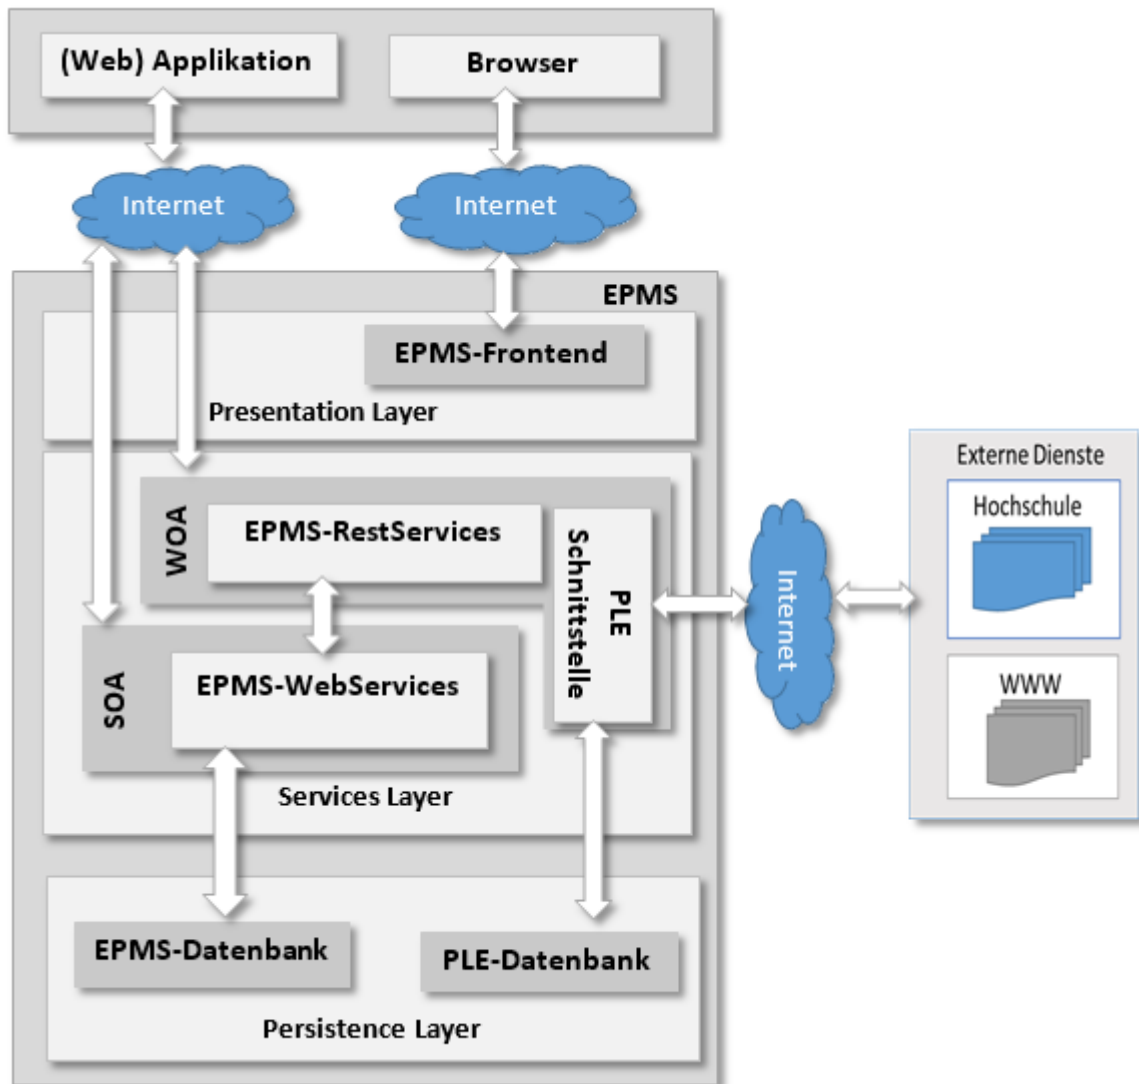 (Web) Applikation
Browser
Internet
Internet
EPMS
EPMS-Frontend
Presentation Layer
WOA
EPMS-RestServices
PLE
Schnittstelle
SOA
EPMS-WebServices
Services Layer
Internet
Externe Dienste
Hochschule
WWW
EPMS-Datenbank
PLE-Datenbank
Persistence Layer